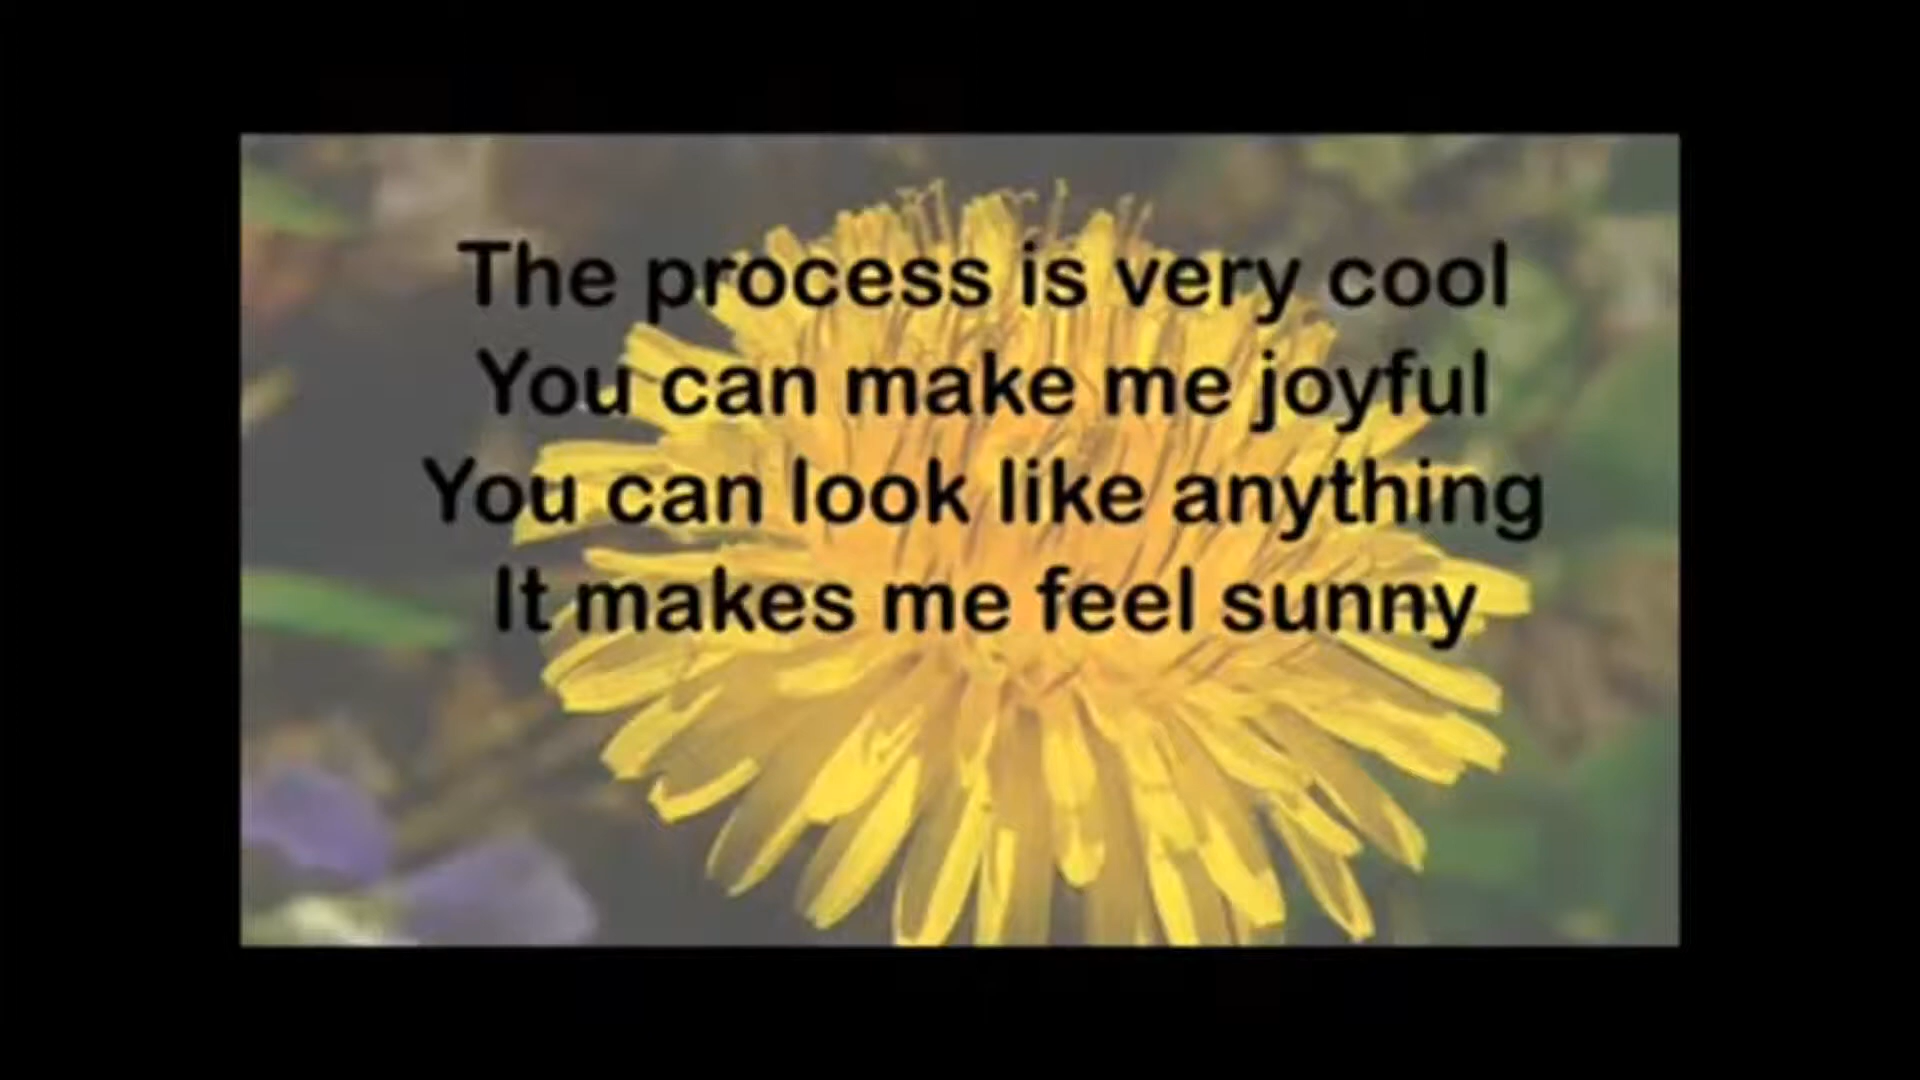 The process is very cool
You can make me joyful
You can look like anything
It makes me feel sunny